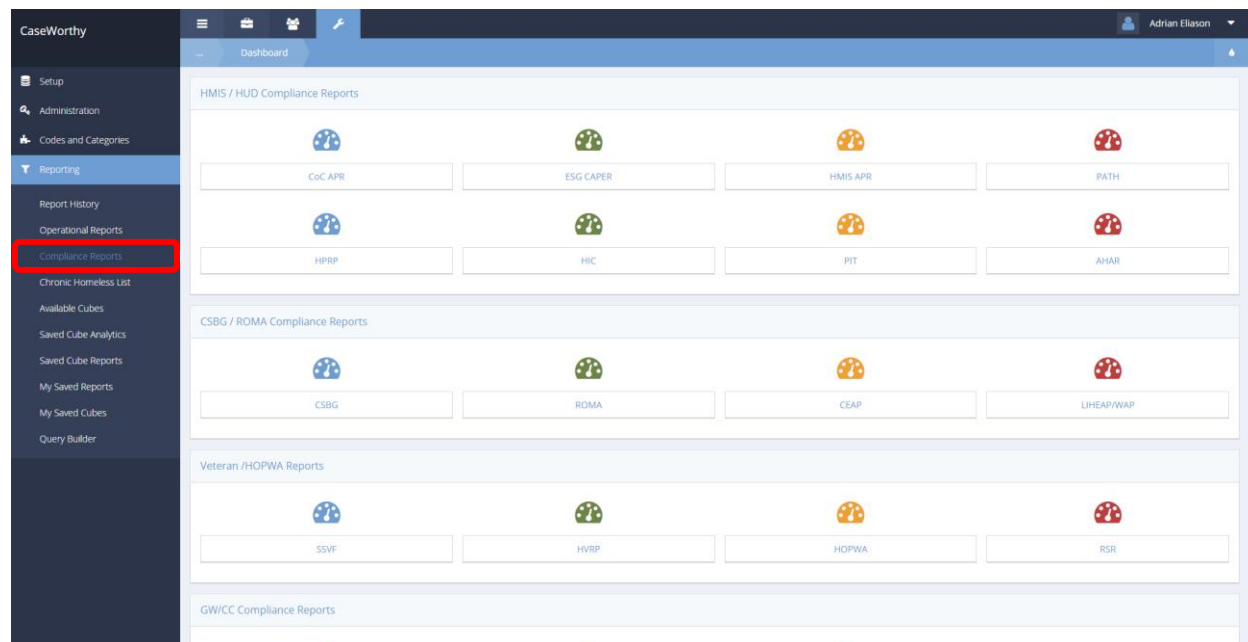 CaseWorthy
Adrian Eliason
... Dashboard
Setup
Administration
Codes and Categories
Reporting
Report History
Operational Reports
Compliance Reports
Chronic Homeless List
Available Cubes
Saved Cube Analytics
Saved Cube Reports
My Saved Reports
My Saved Cubes
Query Builder
HMIS / HUD Compliance Reports
CoC APR ESG CAPER HMIS APR PATH
HPRP HIC PIT AHAR
CSBG / ROMA Compliance Reports
CSBG ROMA CEAP LIHEAP/WAP
Veteran /HOPWA Reports
SSVF HVRP HOPWA RSR
GW/CC Compliance Reports